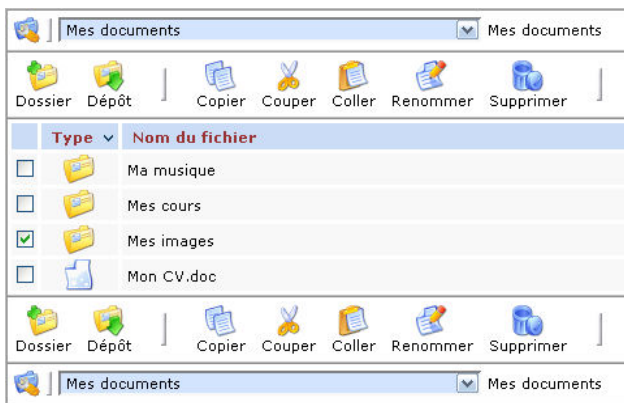 Mes documents Mes documents
Dossier Dépôt Copier Couper Coller Renommer Supprimer
Type Nom du fichier
Ma musique
Mes cours
Mes images
Mon CV.doc
Dossier Dépôt Copier Couper Coller Renommer Supprimer
Mes documents Mes documents